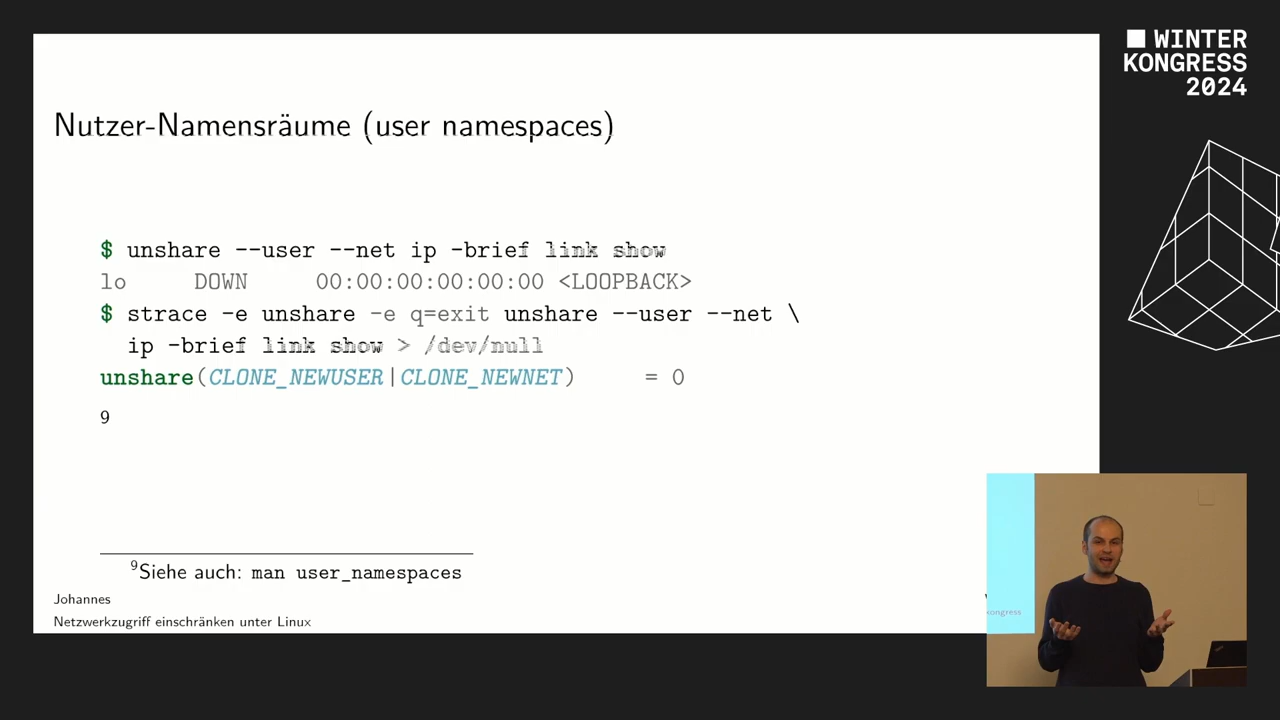 WINTER
KONGRESS
2024
Nutzer-Namensräume (user namespaces)
$ unshare --user --net ip -brief link show
lo DOWN 00:00:00:00:00:00 <LOOPBACK>
$ strace -e unshare -e q=exit unshare --user --net \
ip -brief link show > /dev/null
unshare(CLONE_NEWUSER|CLONE_NEWNET) = 0
9
9Siehe auch: man user_namespaces
Johannes
Netzwerkzugriff einschränken unter Linux
kongress